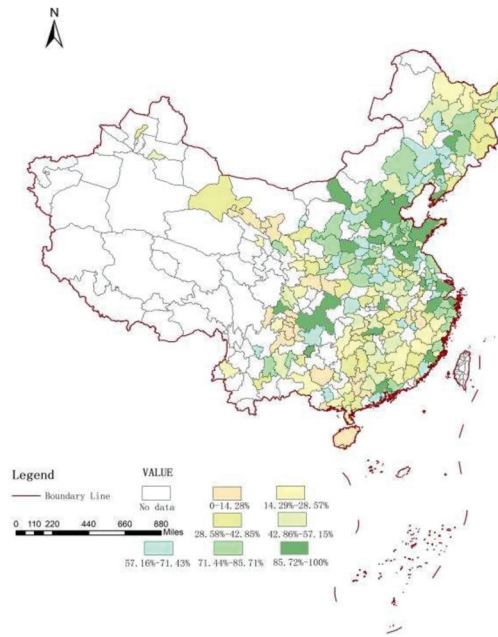 N
Legend
Boundary Line
0 110 220 440 660 880
Miles
VALUE
No data
0-14.28%
14.29%-28.57%
28.58%-42.85%
42.86%-57.15%
57.16%-71.43%
71.44%-85.71%
85.72%-100%